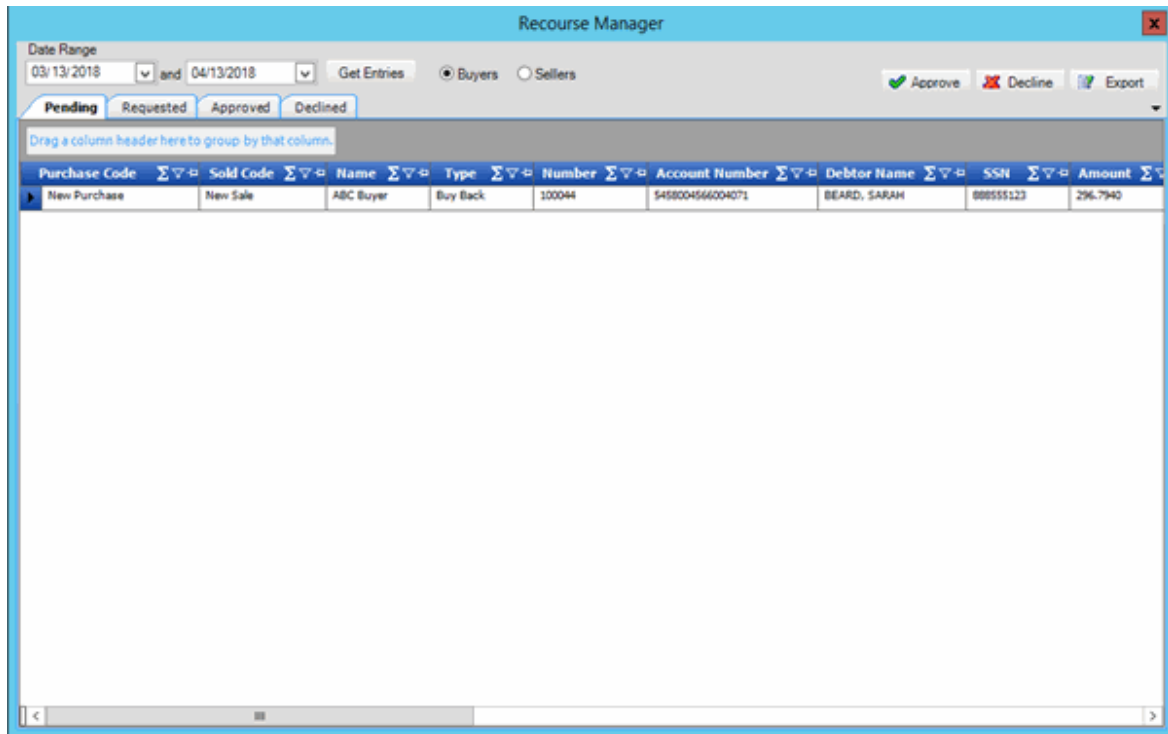 Recourse Manager
Date Range
03/13/2018 and 04/13/2018 Get Entries Buyers Sellers
Approve Decline Export
Pending Requested Approved Declined
Drag a column header here to group by that column.
Purchase Code Sold Code Name Type Number Account Number Debtor Name SSN Amount
New Purchase New Sale ABC Buyer Buy Back 100044 5458004566004071 BEARD, SARAH 888555123 296.7940